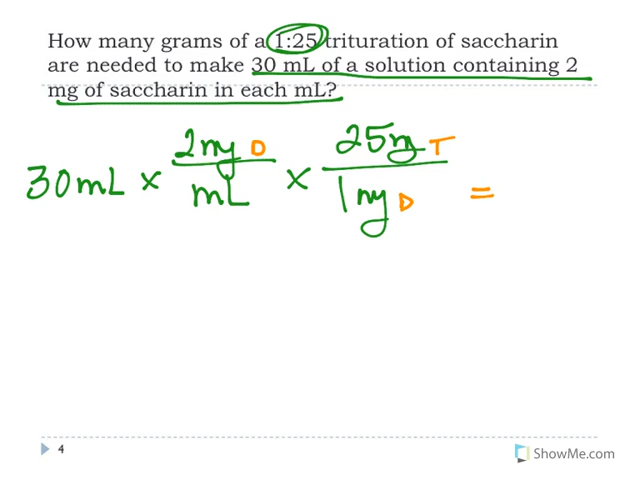 How many grams of a 1:25 trituration of saccharin
are needed to make 30 mL of a solution containing 2
mg of saccharin in each mL?
30mL × 2mg D / mL × 25mg T / 1mg D =
4
ShowMe.com